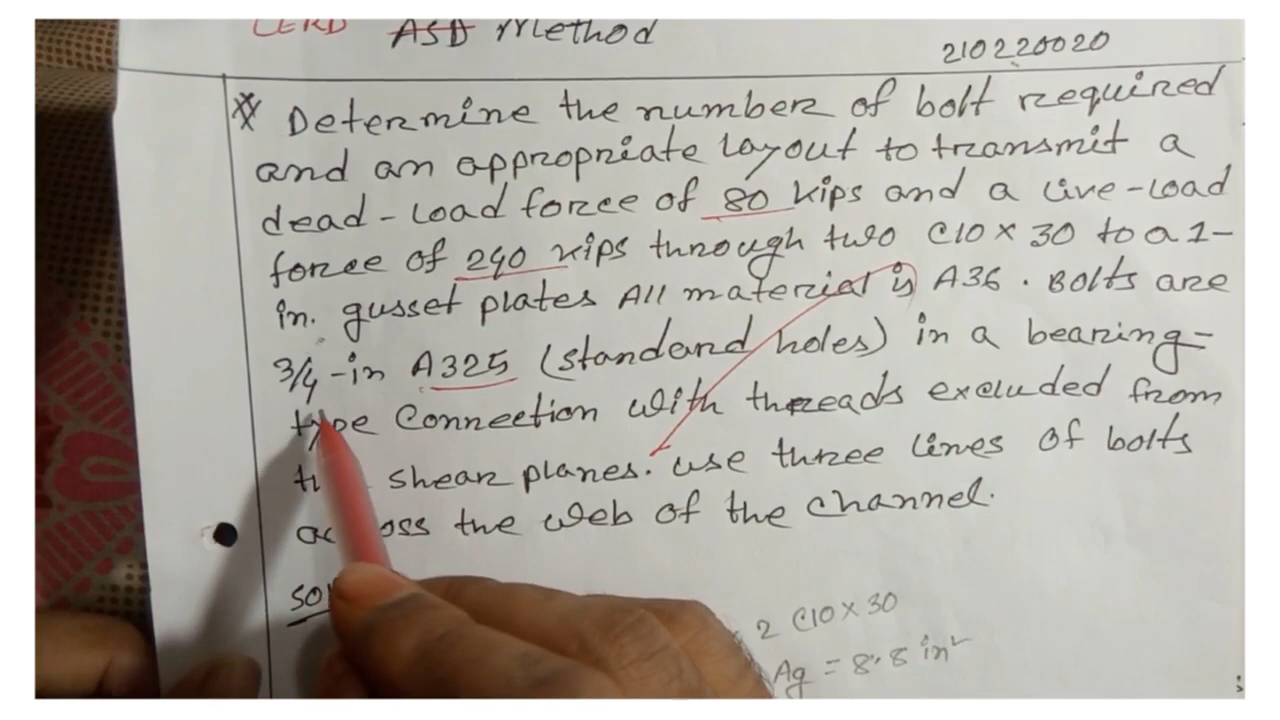 LFRD ASD Method
210220020
Determine the number of bolt required
and an appropriate layout to transmit a
dead-Load force of 80 kips and a live-load
force of 240 kips through two C10 × 30 to a 1-
in. gusset plates All material is A36. Bolts are
3/4-in A325 (standard holes) in a bearing-
type connection with threads excluded from
shear planes. use three lines of bolts
the web of the channel.
2 C10 × 30
Ag = 8.8 in²